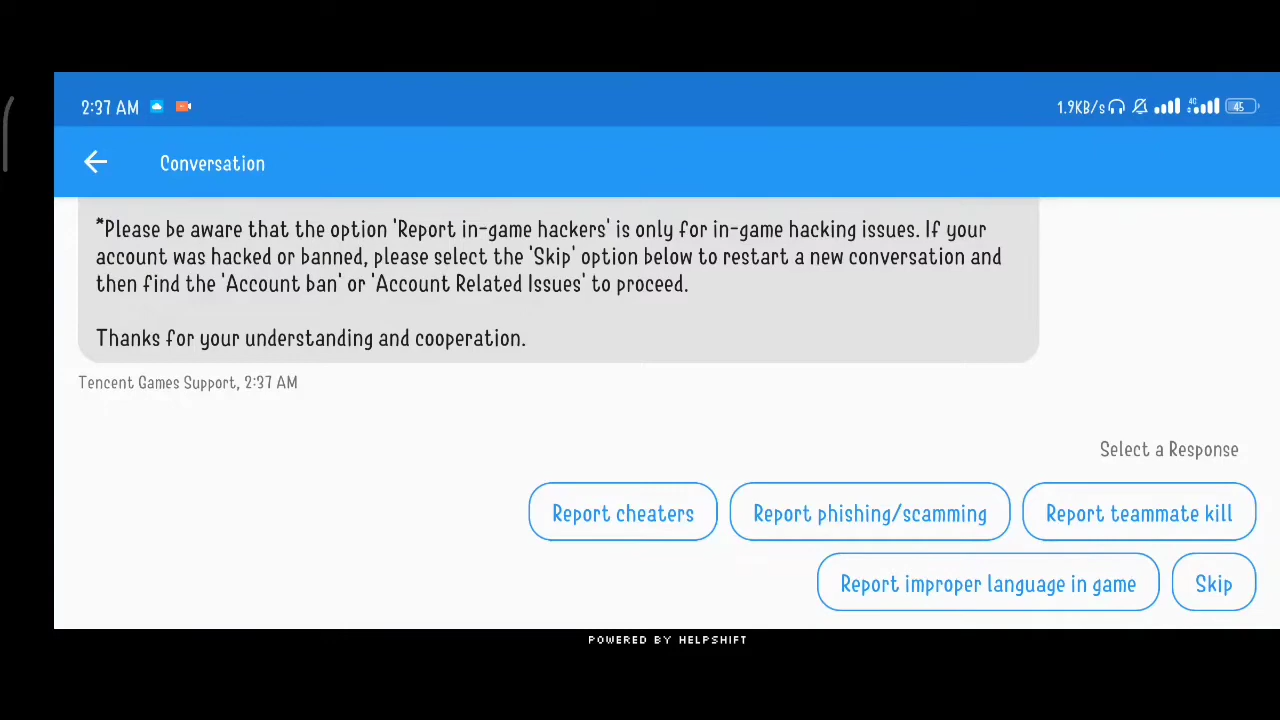 2:37 AM 1.9KB/s 4G 45
Conversation
*Please be aware that the option 'Report in-game hackers' is only for in-game hacking issues. If your
account was hacked or banned, please select the 'Skip' option below to restart a new conversation and
then find the 'Account ban' or 'Account Related Issues' to proceed.
Thanks for your understanding and cooperation.
Tencent Games Support, 2:37 AM
Select a Response
Report cheaters Report phishing/scamming Report teammate kill
Report improper language in game Skip
POWERED BY HELPSHIFT